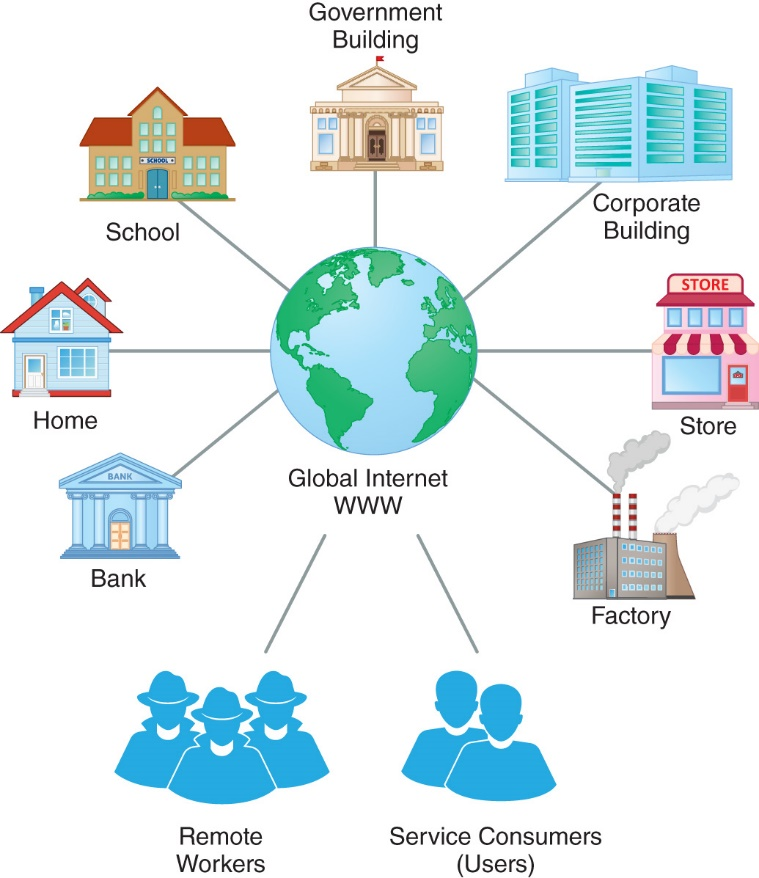 Government
Building
SCHOOL
School
Corporate
Building
STORE
Home
Store
BANK
Bank
Global Internet
WWW
Factory
Remote
Workers
Service Consumers
(Users)